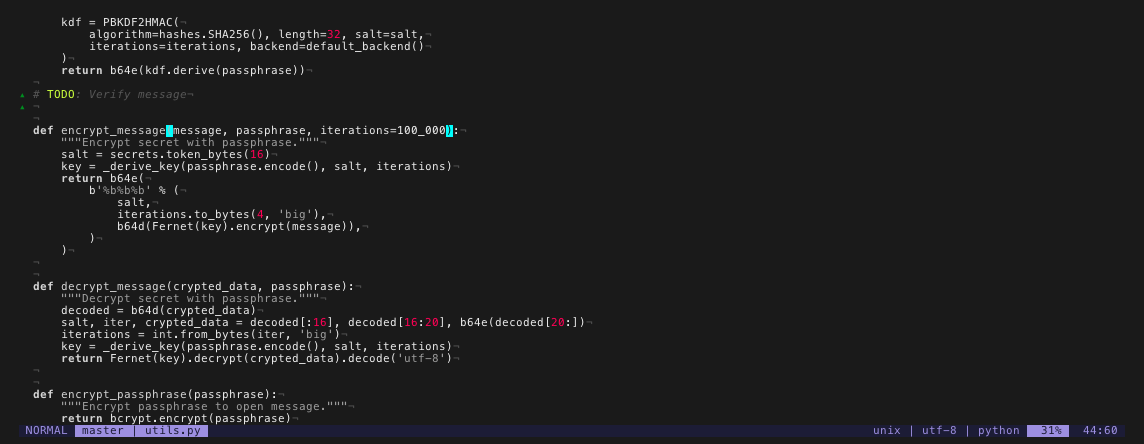 kdf = PBKDF2HMAC(¬
algorithm=hashes.SHA256(), length=32, salt=salt,¬
iterations=iterations, backend=default_backend()¬
)¬
return b64e(kdf.derive(passphrase))¬
¬
# TODO: Verify message¬
¬
¬
def encrypt_message(message, passphrase, iterations=100_000):¬
"""Encrypt secret with passphrase."""¬
salt = secrets.token_bytes(16)¬
key = _derive_key(passphrase.encode(), salt, iterations)¬
return b64e(¬
b'%b%b%b' % (¬
salt,¬
iterations.to_bytes(4, 'big'),¬
b64d(Fernet(key).encrypt(message)),¬
)¬
)¬
¬
¬
def decrypt_message(crypted_data, passphrase):¬
"""Decrypt secret with passphrase."""¬
decoded = b64d(crypted_data)¬
salt, iter, crypted_data = decoded[:16], decoded[16:20], b64e(decoded[20:])¬
iterations = int.from_bytes(iter, 'big')¬
key = _derive_key(passphrase.encode(), salt, iterations)¬
return Fernet(key).decrypt(crypted_data).decode('utf-8')¬
¬
¬
def encrypt_passphrase(passphrase):¬
"""Encrypt passphrase to open message."""¬
return bcrypt.encrypt(passphrase)¬
NORMAL master | utils.py unix | utf-8 | python 31% 44:60